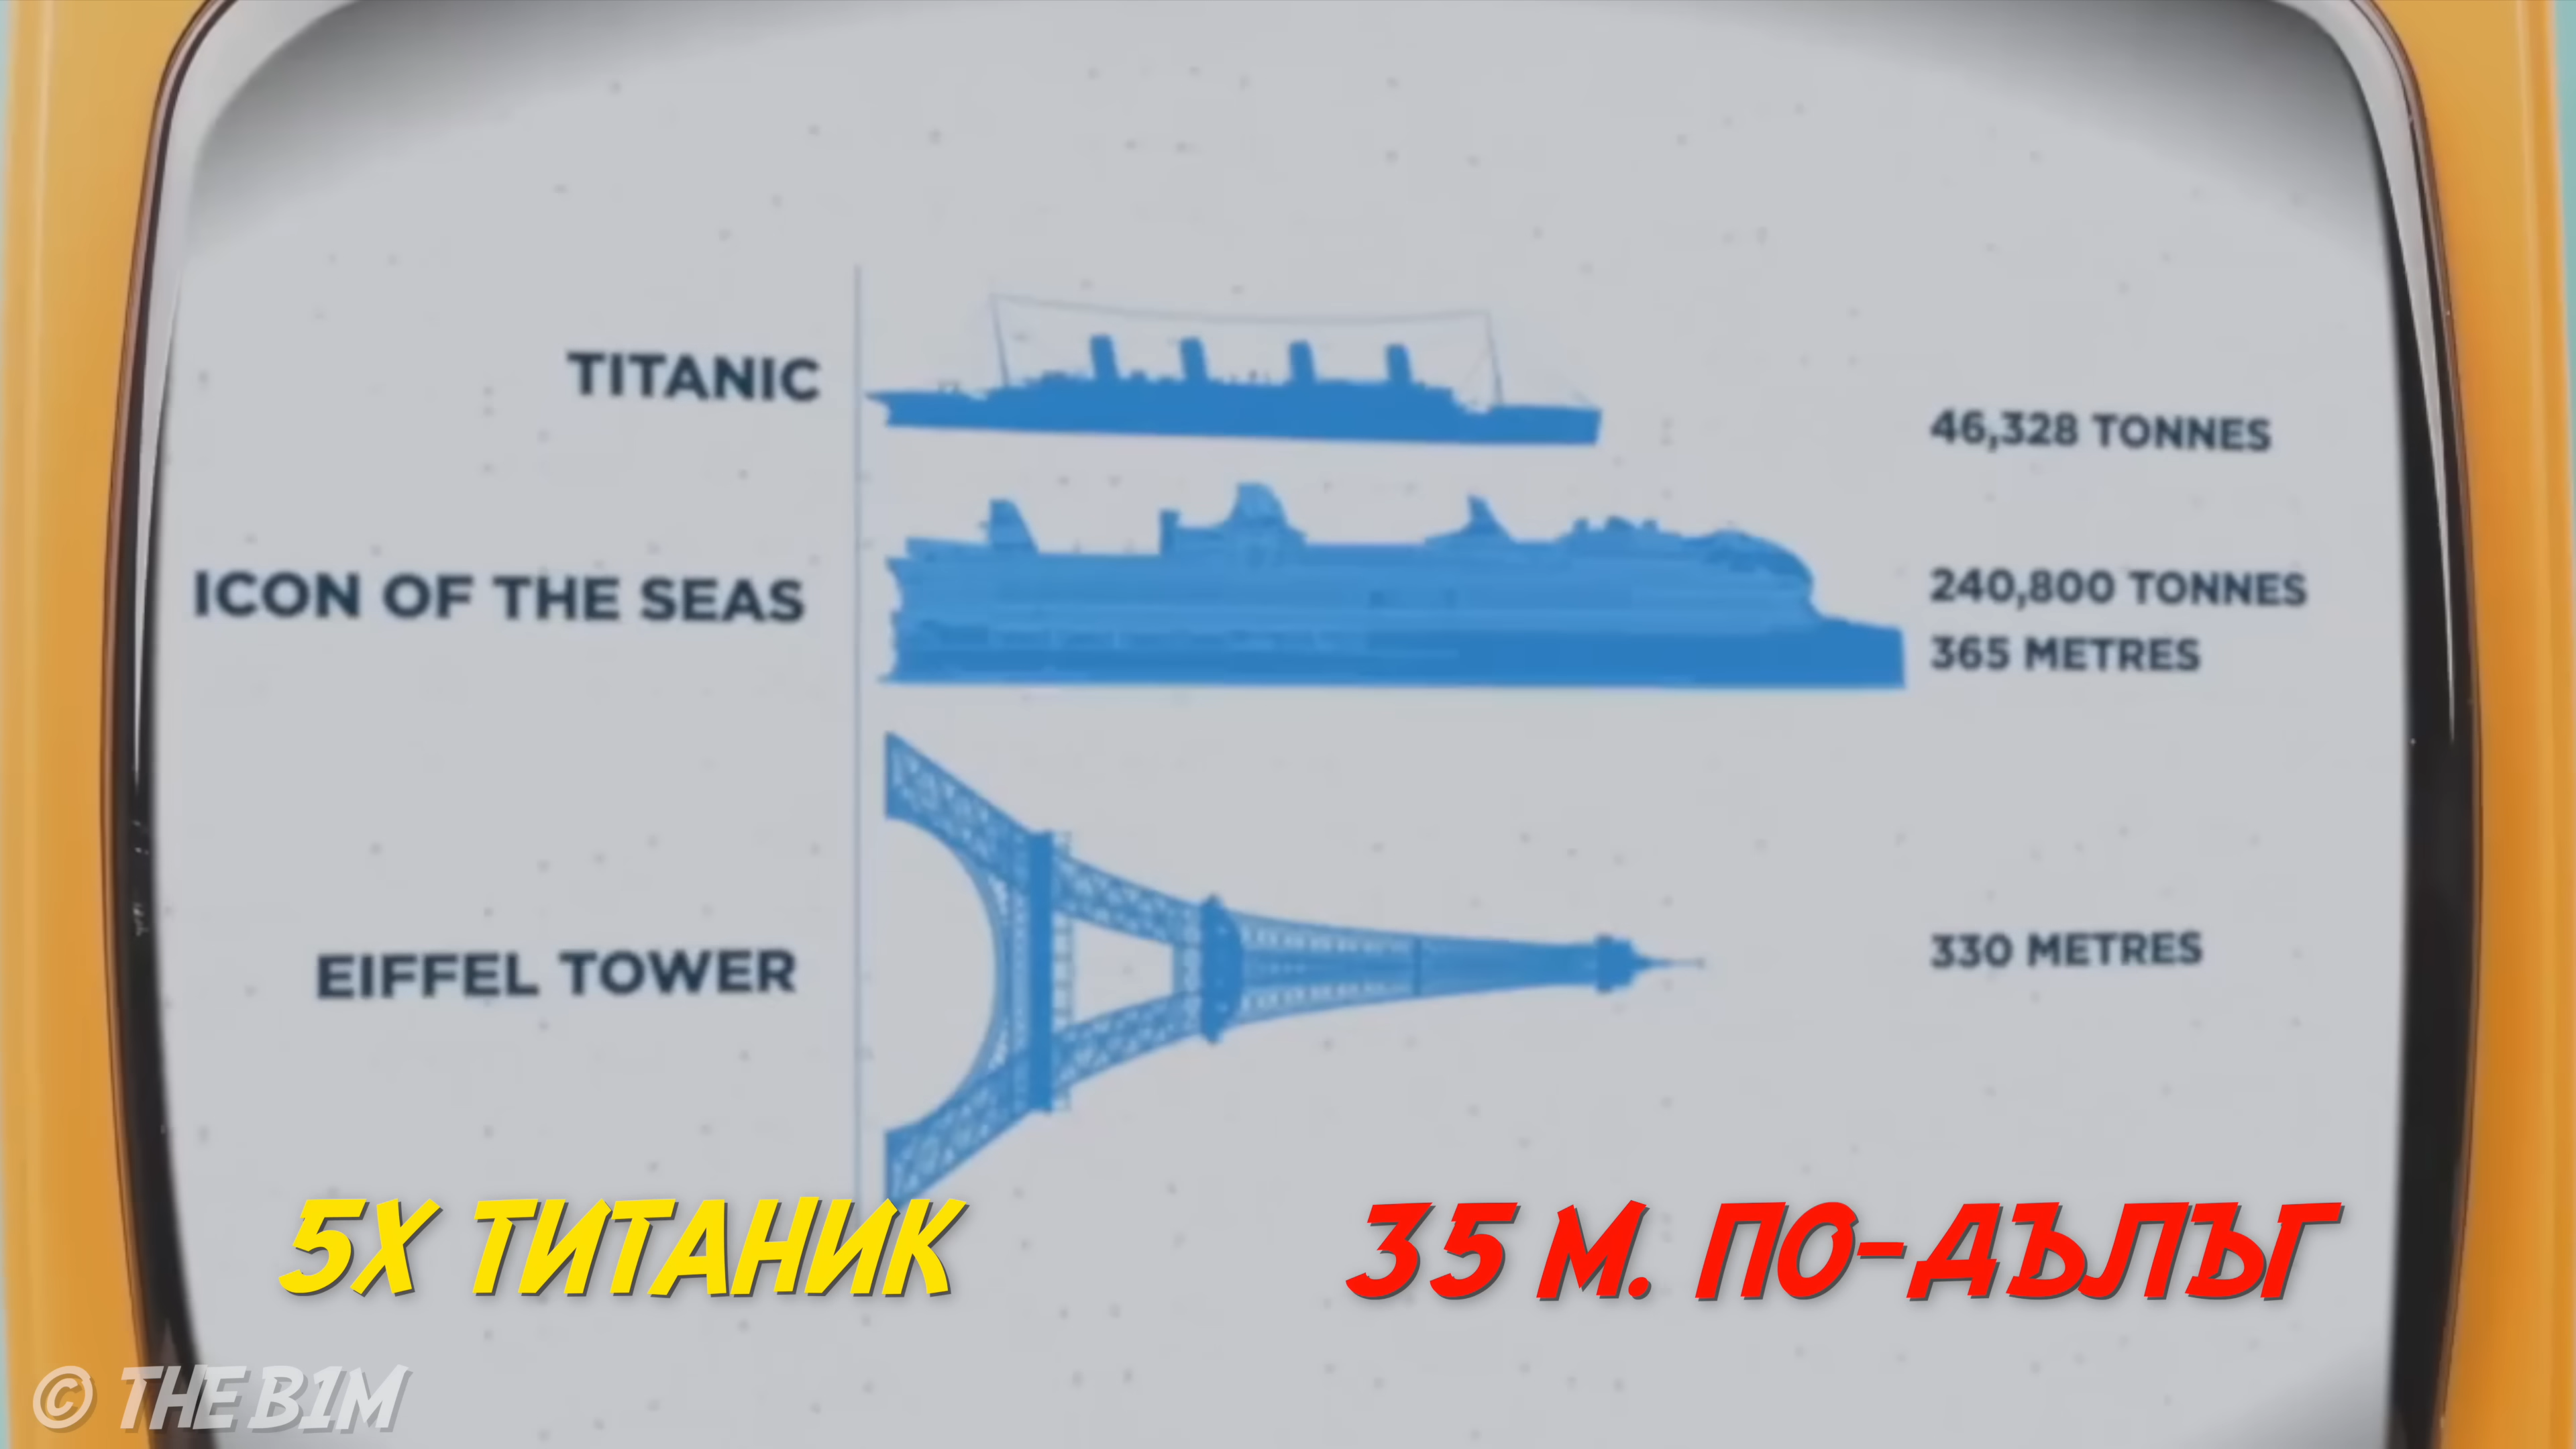 TITANIC
46,328 TONNES
ICON OF THE SEAS
240,800 TONNES
365 METRES
EIFFEL TOWER
330 METRES
5X ТИТАНИК
35 М. ПО-ДЪЛЪГ
© THE B1M